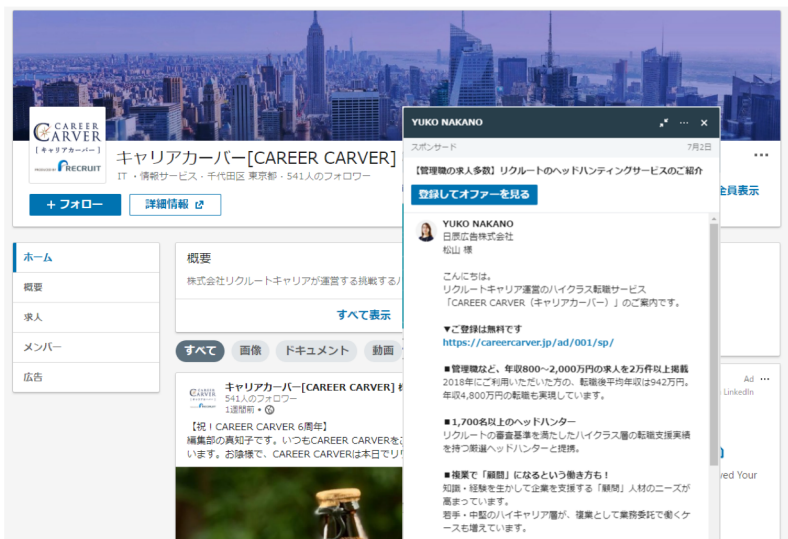 CAREER
CARVER
[キャリアカーバー]
PRODUCED BY RECRUIT
キャリアカーバー[CAREER CARVER]
IT ・情報サービス・千代田区 東京都・541人のフォロワー
+ フォロー
詳細情報
全員表示
ホーム
概要
求人
メンバー
広告
概要
株式会社リクルートキャリアが運営する挑戦する
すべて表示
すべて
画像
ドキュメント
動画
キャリアカーバー[CAREER CARVER]
541人のフォロワー
1週間前 •
【祝！CAREER CARVER 6周年】
編集部の真知子です。いつもCAREER CARVERを
います。お陰様で、CAREER CARVERは本日で
YUKO NAKANO
スポンサード
7月2日
【管理職の求人多数】リクルートのヘッドハンティングサービスのご紹介
登録してオファーを見る
YUKO NAKANO
日辰広告株式会社
松山 様
こんにちは。
リクルートキャリア運営のハイクラス転職サービス
「CAREER CARVER（キャリアカーバー）」のご案内です。
▼ご登録は無料です
https://careercarver.jp/ad/001/sp/
■管理職など、年収800～2,000万円の求人を2万件以上掲載
2018年にご利用いただいた方の、転職後平均年収は942万円。
年収4,800万円の転職も実現しています。
■1,700名以上のヘッドハンター
リクルートの審査基準を満たしたハイクラス層の転職支援実績
を持つ厳選ヘッドハンターと提携。
■複業で「顧問」になるという働き方も！
知識・経験を生かして企業を支援する「顧問」人材のニーズが
高まっています。
若手・中堅のハイキャリア層が、複業として業務委託で働くケ
ースも増えています。
Ad
LinkedIn
ved Your